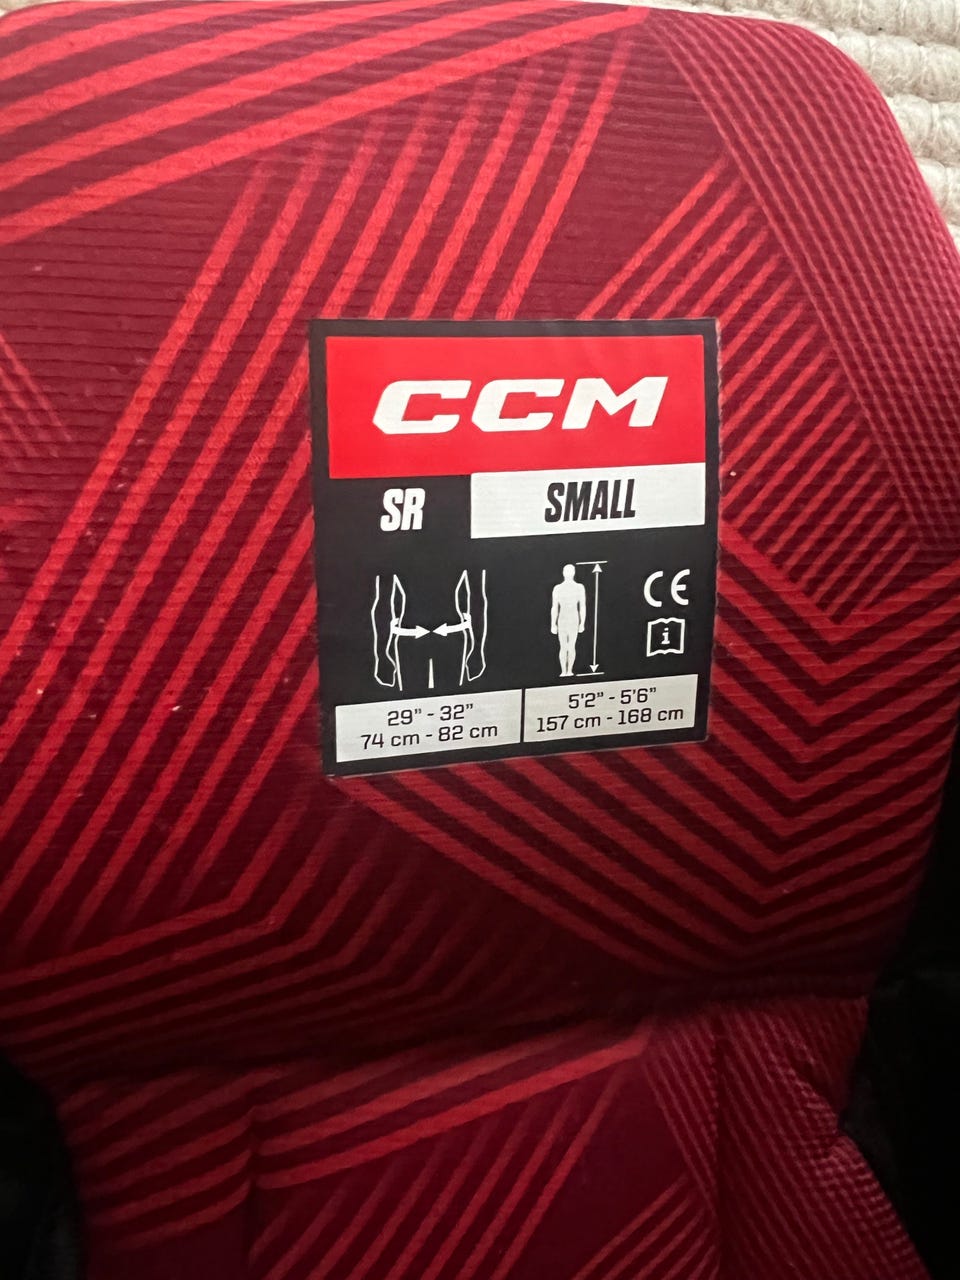 CCM
SR SMALL
CE
i
29” - 32”
74 cm - 82 cm
5'2” - 5'6”
157 cm - 168 cm